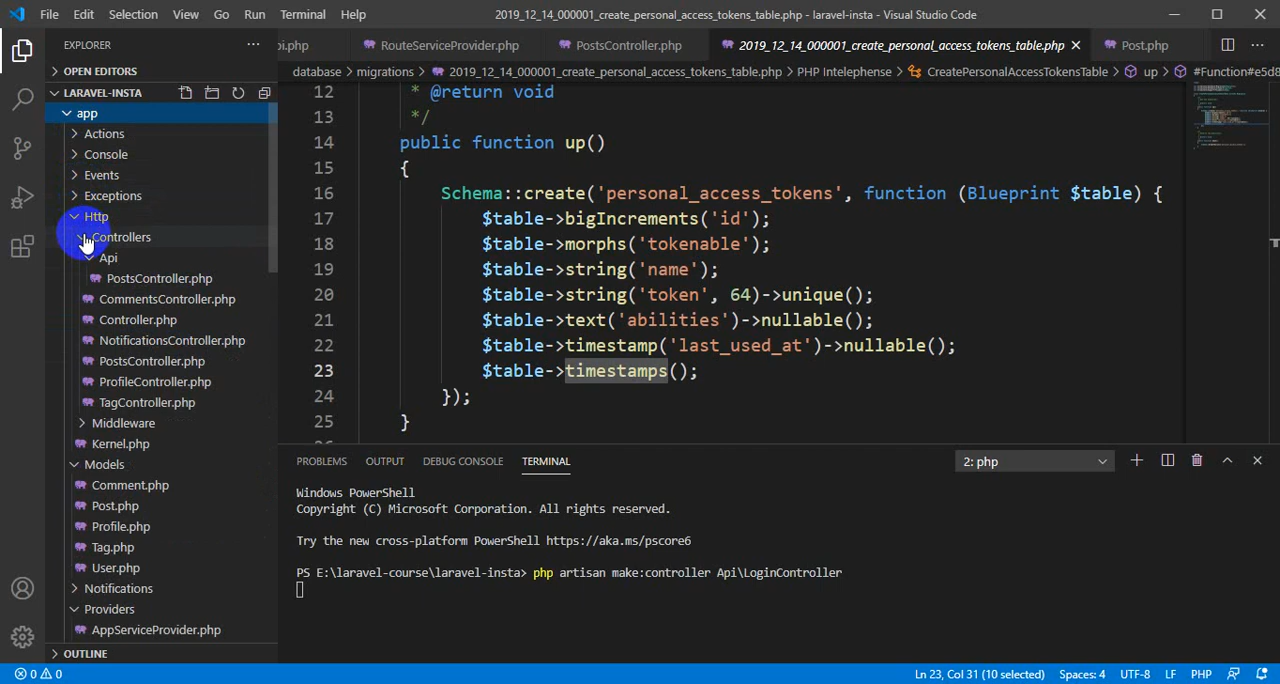 File Edit Selection View Go Run Terminal Help
2019_12_14_000001_create_personal_access_tokens_table.php - laravel-insta - Visual Studio Code
EXPLORER
pi.php RouteServiceProvider.php PostsController.php 2019_12_14_000001_create_personal_access_tokens_table.php Post.php
OPEN EDITORS
database > migrations > 2019_12_14_000001_create_personal_access_tokens_table.php > PHP Intelephense > CreatePersonalAccessTokensTable > up > #Function#e5d8
LARAVEL-INSTA
app
Actions
Console
Events
Exceptions
Http
Controllers
Api
PostsController.php
CommentsController.php
Controller.php
NotificationsController.php
PostsController.php
ProfileController.php
TagController.php
Middleware
Kernel.php
Models
Comment.php
Post.php
Profile.php
Tag.php
User.php
Notifications
Providers
AppServiceProvider.php
OUTLINE
12 * @return void
13 */
14 public function up()
15 {
16 Schema::create('personal_access_tokens', function (Blueprint $table) {
17 $table->bigIncrements('id');
18 $table->morphs('tokenable');
19 $table->string('name');
20 $table->string('token', 64)->unique();
21 $table->text('abilities')->nullable();
22 $table->timestamp('last_used_at')->nullable();
23 $table->timestamps();
24 });
25 }
PROBLEMS OUTPUT DEBUG CONSOLE TERMINAL 2: php
Windows PowerShell
Copyright (C) Microsoft Corporation. All rights reserved.
Try the new cross-platform PowerShell https://aka.ms/pscore6
PS E:\laravel-course\laravel-insta> php artisan make:controller Api\LoginController
0 0 Ln 23, Col 31 (10 selected) Spaces: 4 UTF-8 LF PHP